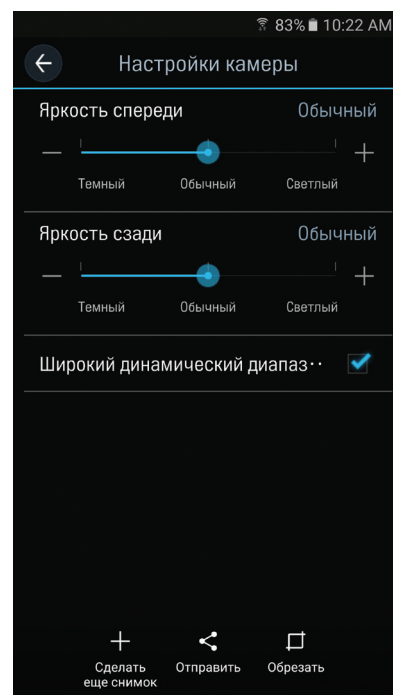 83% 10:22 AM
Настройки камеры
Яркость спереди Обычный
Темный Обычный Светлый
Яркость сзади Обычный
Темный Обычный Светлый
Широкий динамический диапаз··
Сделать
еще снимок
Отправить
Обрезать